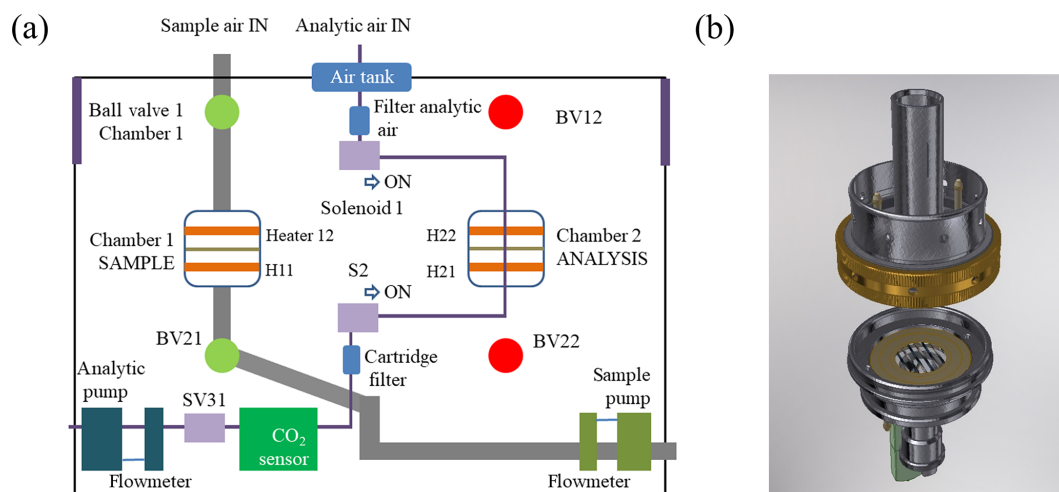 (a)
(b)
Sample air IN
Analytic air IN
Air tank
Ball valve 1
Chamber 1
Filter analytic
air
BV12
ON
Solenoid 1
Chamber 1
SAMPLE
Heater 12
H11
H22
H21
Chamber 2
ANALYSIS
S2
ON
BV21
BV22
Cartridge
filter
Analytic
pump
SV31
CO₂
sensor
Sample
pump
Flowmeter
Flowmeter